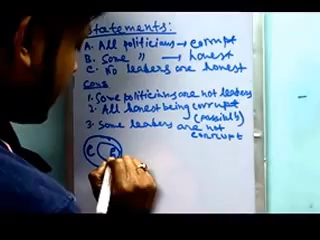 Statements:
A. All politicians → corrupt
B. Some " → honest
C. No leaders are honest
Cons
1. Some politicians are not leaders
2. All honest being corrupt
(possibly)
3. Some leaders are not
corrupt
C